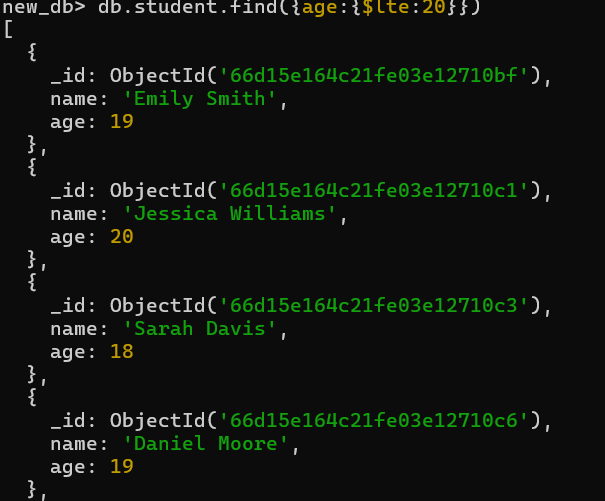 new_db> db.student.find({age:{$lte:20}})
[
  {
    _id: ObjectId('66d15e164c21fe03e12710bf'),
    name: 'Emily Smith',
    age: 19
  },
  {
    _id: ObjectId('66d15e164c21fe03e12710c1'),
    name: 'Jessica Williams',
    age: 20
  },
  {
    _id: ObjectId('66d15e164c21fe03e12710c3'),
    name: 'Sarah Davis',
    age: 18
  },
  {
    _id: ObjectId('66d15e164c21fe03e12710c6'),
    name: 'Daniel Moore',
    age: 19
  },